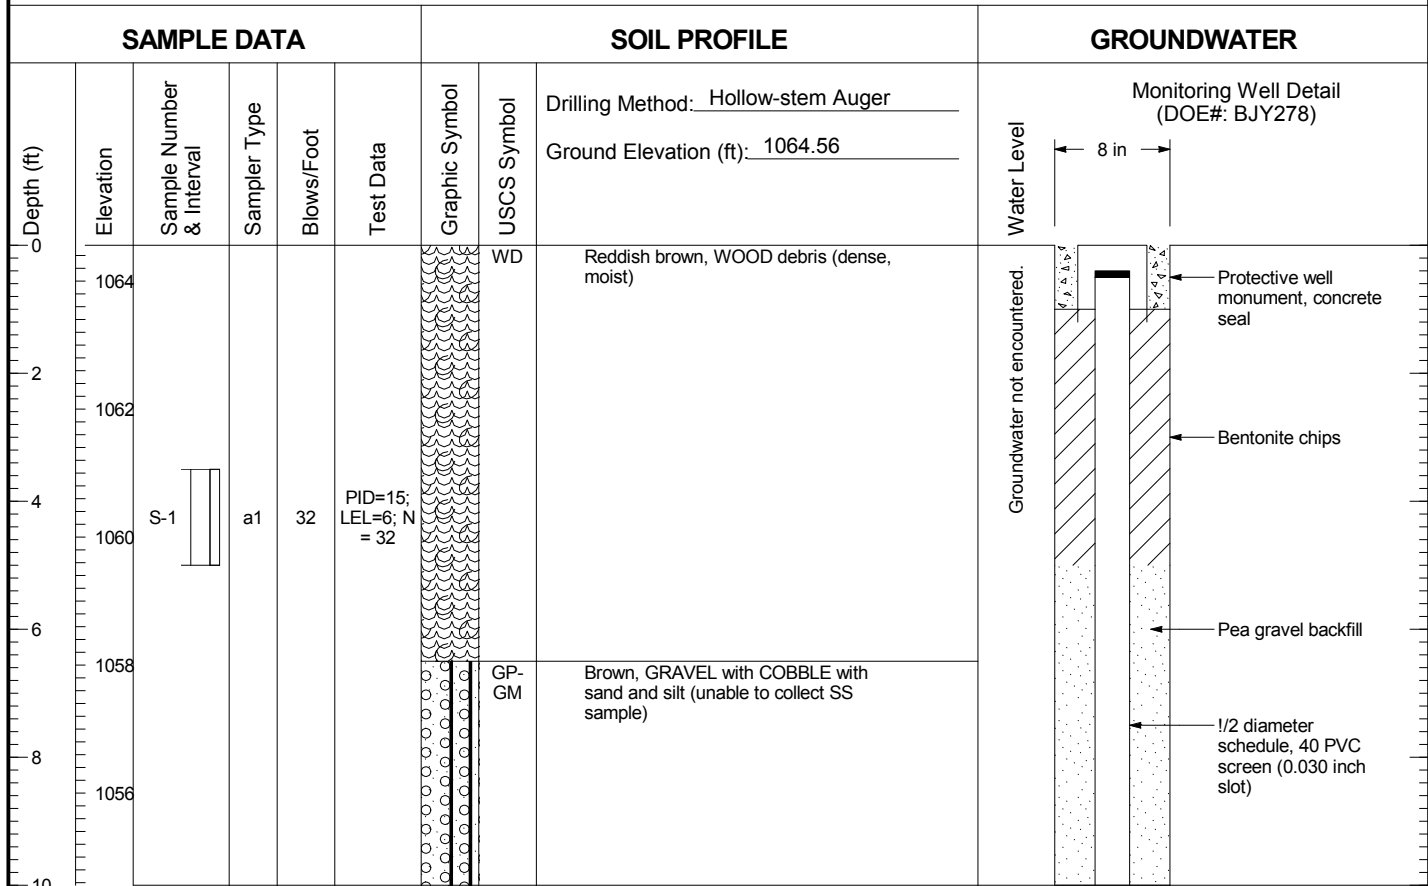 SAMPLE DATA
SOIL PROFILE
GROUNDWATER
Depth (ft)
Elevation
Sample Number
& Interval
Sampler Type
Blows/Foot
Test Data
Graphic Symbol
USCS Symbol
Drilling Method: Hollow-stem Auger
Ground Elevation (ft): 1064.56
Water Level
Monitoring Well Detail
(DOE#: BJY278)
8 in
0
2
4
6
8
10
1064
1062
1060
1058
1056
S-1
a1
32
PID=15;
LEL=6; N
= 32
WD
Reddish brown, WOOD debris (dense,
moist)
GP-
GM
Brown, GRAVEL with COBBLE with
sand and silt (unable to collect SS
sample)
Groundwater not encountered.
Protective well
monument, concrete
seal
Bentonite chips
Pea gravel backfill
!/2 diameter
schedule, 40 PVC
screen (0.030 inch
slot)